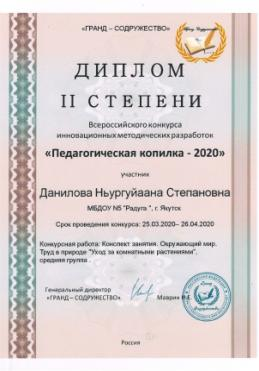 «ГРАНД – СОДРУЖЕСТВО»
ДИПЛОМ
II СТЕПЕНИ
Всероссийского конкурса
инновационных методических разработок
«Педагогическая копилка - 2020»
участник
Данилова Ньургуйаана Степановна
МБДОУ N5 "Радуга ", г. Якутск
Срок проведения конкурса: 25.03.2020– 26.04.2020
Конкурсная работа: Конспект занятия. Окружающий мир.
Труд в природе "Уход за комнатными растениями",
средняя группа .
Генеральный директор
«ГРАНД – СОДРУЖЕСТВО»
Маврин
Россия